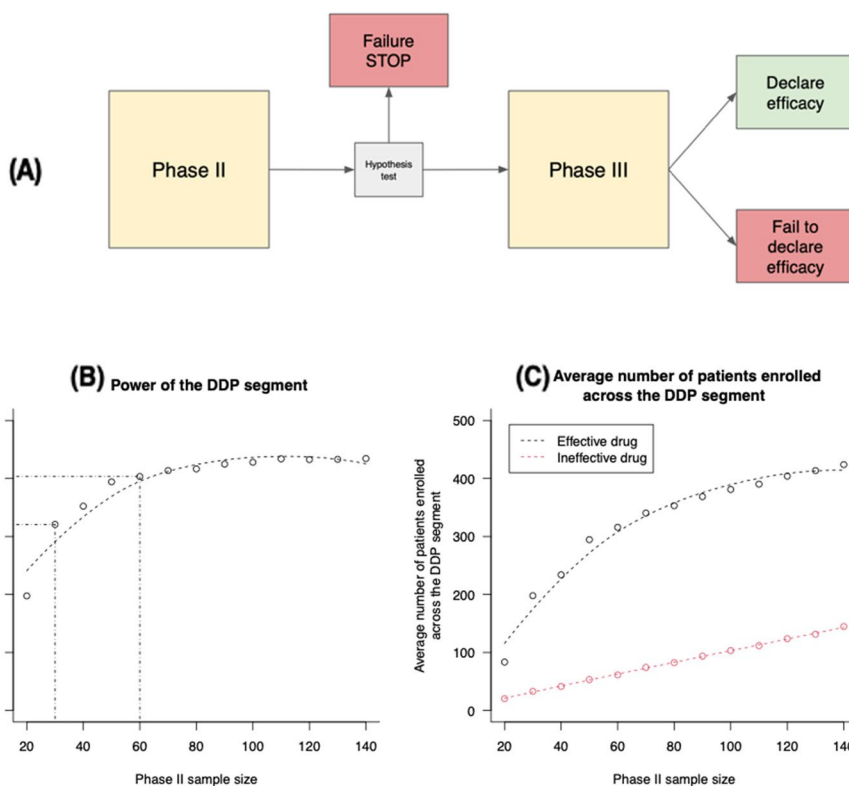 Failure
STOP
(A)
Phase II
Hypothesis
test
Phase III
Declare
efficacy
Fail to
declare
efficacy
(B) Power of the DDP segment
20
40
60
80
100
120
140
Phase II sample size
(C) Average number of patients enrolled
across the DDP segment
Average number of patients enrolled
across the DDP segment
500
400
300
200
100
0
Effective drug
Ineffective drug
20
40
60
80
100
120
140
Phase II sample size